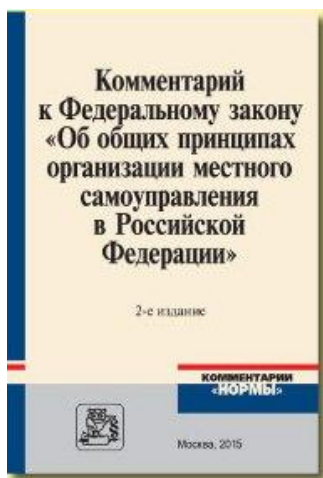 Комментарий
к Федеральному закону
«Об общих принципах
организации местного
самоуправления
в Российской
Федерации»
2-е издание
КОММЕНТАРИИ
«НОРМЫ»
Москва, 2015